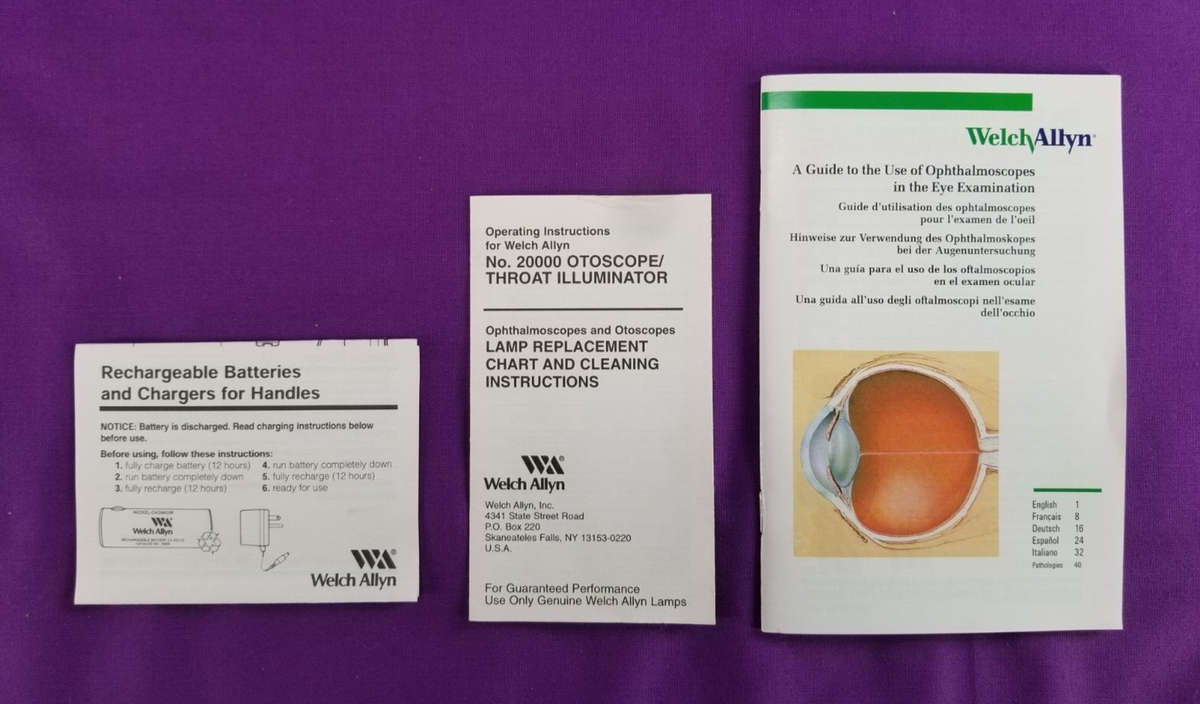 Rechargeable Batteries
and Chargers for Handles
NOTICE: Battery is discharged. Read charging instructions below
before use.
Before using, follow these instructions:
1. fully charge battery (12 hours)
2. run battery completely down
3. fully recharge (12 hours)
4. run battery completely down
5. fully recharge (12 hours)
6. ready for use
NICKEL-CADMIUM
WA
Welch Allyn
WA®
Welch Allyn
Operating Instructions
for Welch Allyn
No. 20000 OTOSCOPE/
THROAT ILLUMINATOR
Ophthalmoscopes and Otoscopes
LAMP REPLACEMENT
CHART AND CLEANING
INSTRUCTIONS
WA®
Welch Allyn
Welch Allyn, Inc.
4341 State Street Road
P.O. Box 220
Skaneateles Falls, NY 13153-0220
U.S.A.
For Guaranteed Performance
Use Only Genuine Welch Allyn Lamps
WelchAllyn®
A Guide to the Use of Ophthalmoscopes
in the Eye Examination
Guide d'utilisation des ophtalmoscopes
pour l'examen de l'oeil
Hinweise zur Verwendung des Ophthalmoskopes
bei der Augenuntersuchung
Una guía para el uso de los oftalmoscopios
en el examen ocular
Una guida all'uso degli oftalmoscopi nell'esame
dell'occhio
English 1
Français 8
Deutsch 16
Español 24
Italiano 32
Pathologies 40